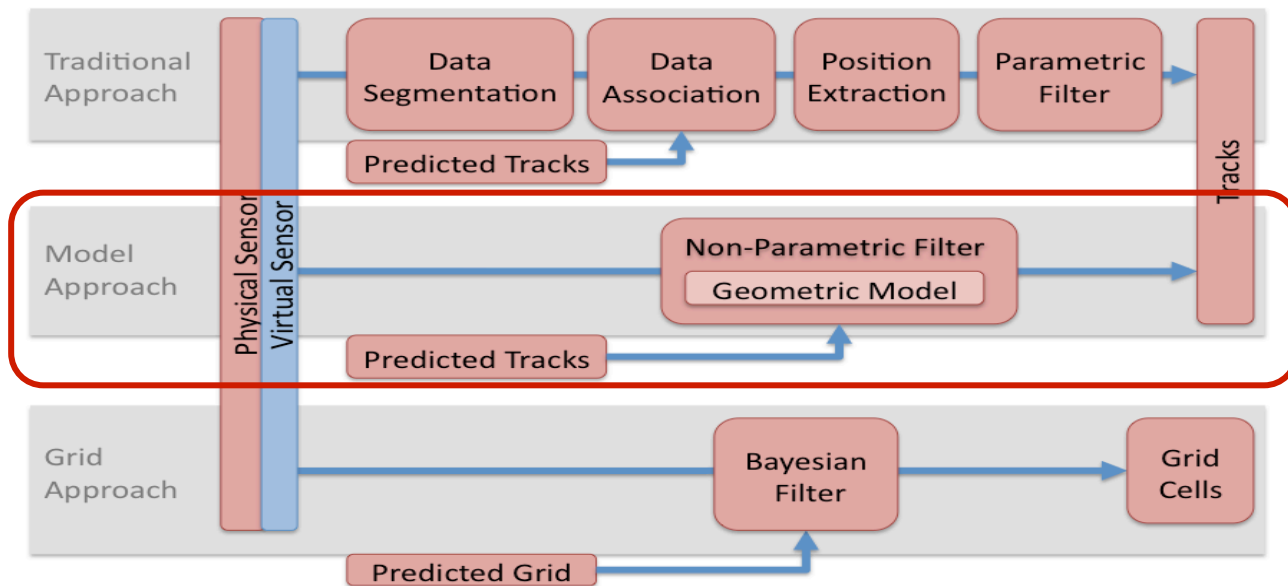 Traditional
Approach
Data
Segmentation
Data
Association
Position
Extraction
Parametric
Filter
Predicted Tracks
Physical Sensor
Virtual Sensor
Tracks
Model
Approach
Non-Parametric Filter
Geometric Model
Predicted Tracks
Grid
Approach
Bayesian
Filter
Grid
Cells
Predicted Grid